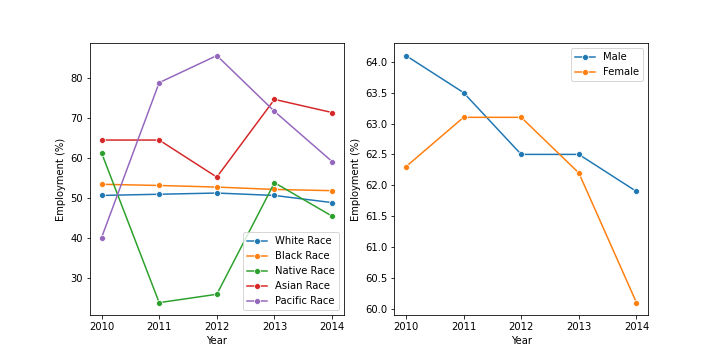 Employment (%)
80
70
60
50
40
30
2010 2011 2012 2013 2014
Year
White Race
Black Race
Native Race
Asian Race
Pacific Race
Employment (%)
64.0
63.5
63.0
62.5
62.0
61.5
61.0
60.5
60.0
2010 2011 2012 2013 2014
Year
Male
Female